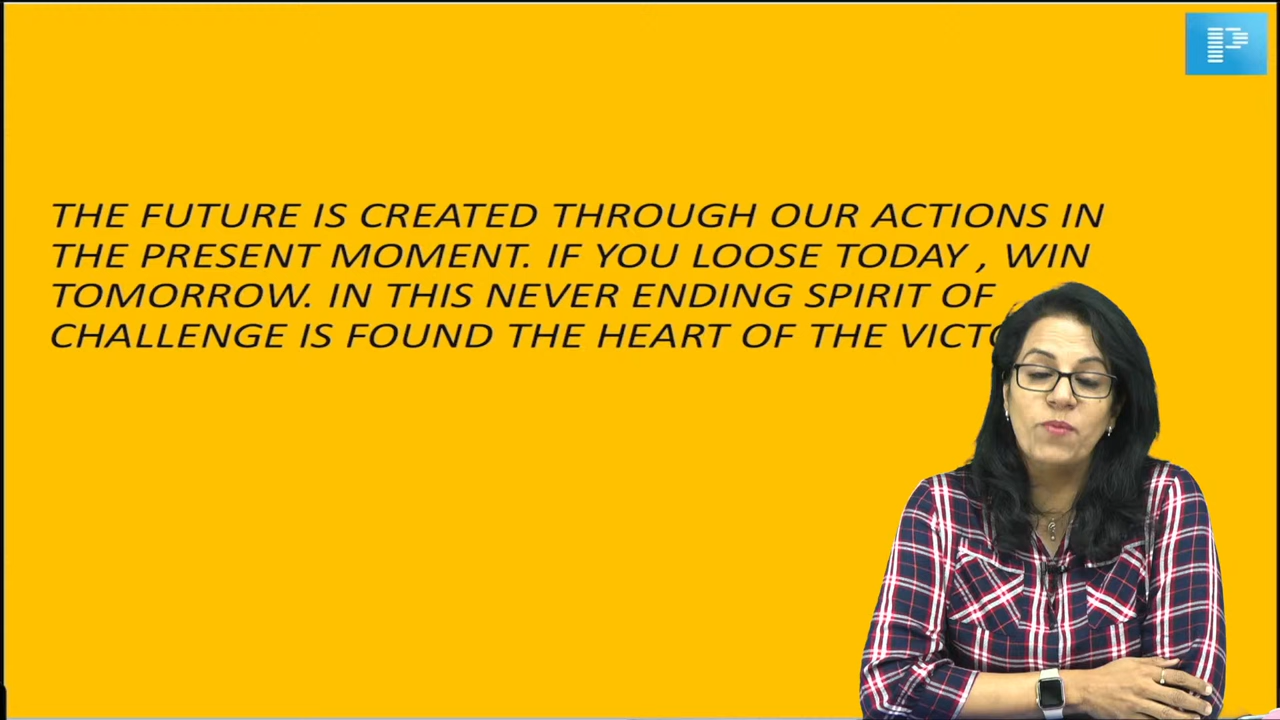 THE FUTURE IS CREATED THROUGH OUR ACTIONS IN
THE PRESENT MOMENT. IF YOU LOOSE TODAY , WIN
TOMORROW. IN THIS NEVER ENDING SPIRIT OF
CHALLENGE IS FOUND THE HEART OF THE
P